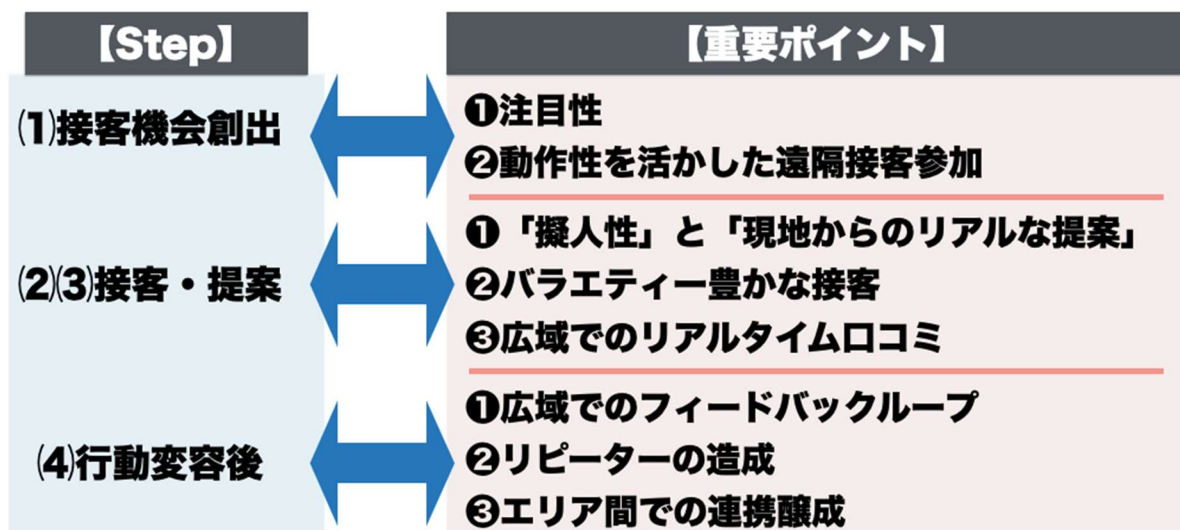 【Step】
【重要ポイント】
⑴接客機会創出
❶注目性
❷動作性を活かした遠隔接客参加
⑵⑶接客・提案
❶「擬人性」と「現地からのリアルな提案」
❷バラエティー豊かな接客
❸広域でのリアルタイム口コミ
⑷行動変容後
❶広域でのフィードバックループ
❷リピーターの造成
❸エリア間での連携醸成